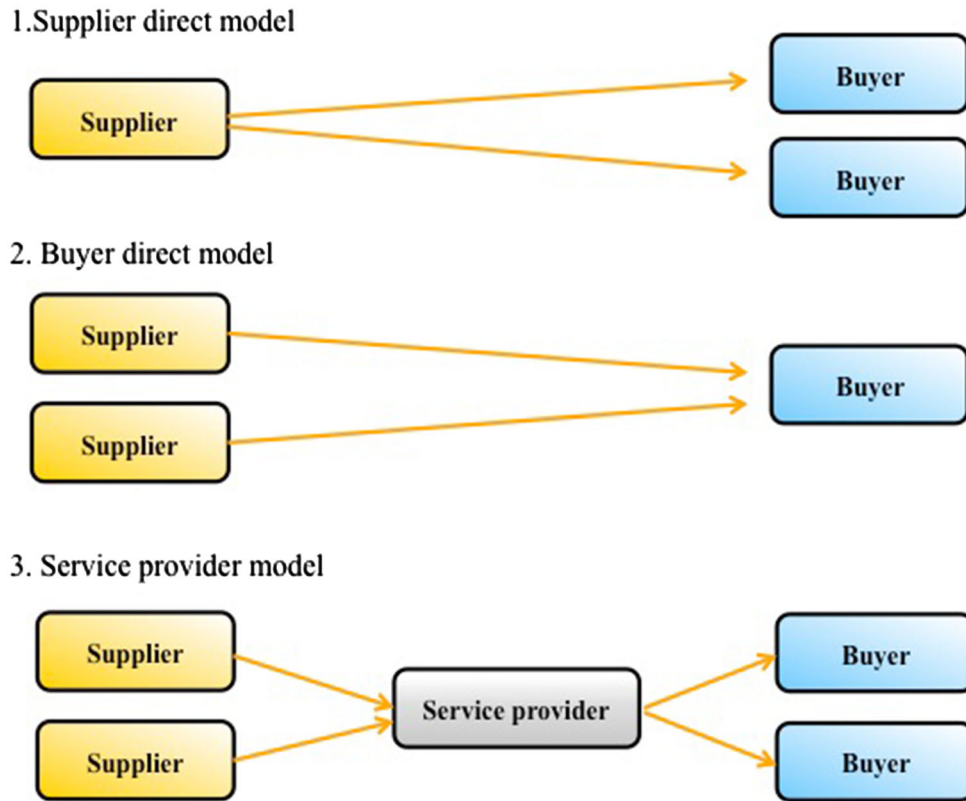 1.Supplier direct model
Supplier
Buyer
Buyer
2. Buyer direct model
Supplier
Supplier
Buyer
3. Service provider model
Supplier
Supplier
Service provider
Buyer
Buyer